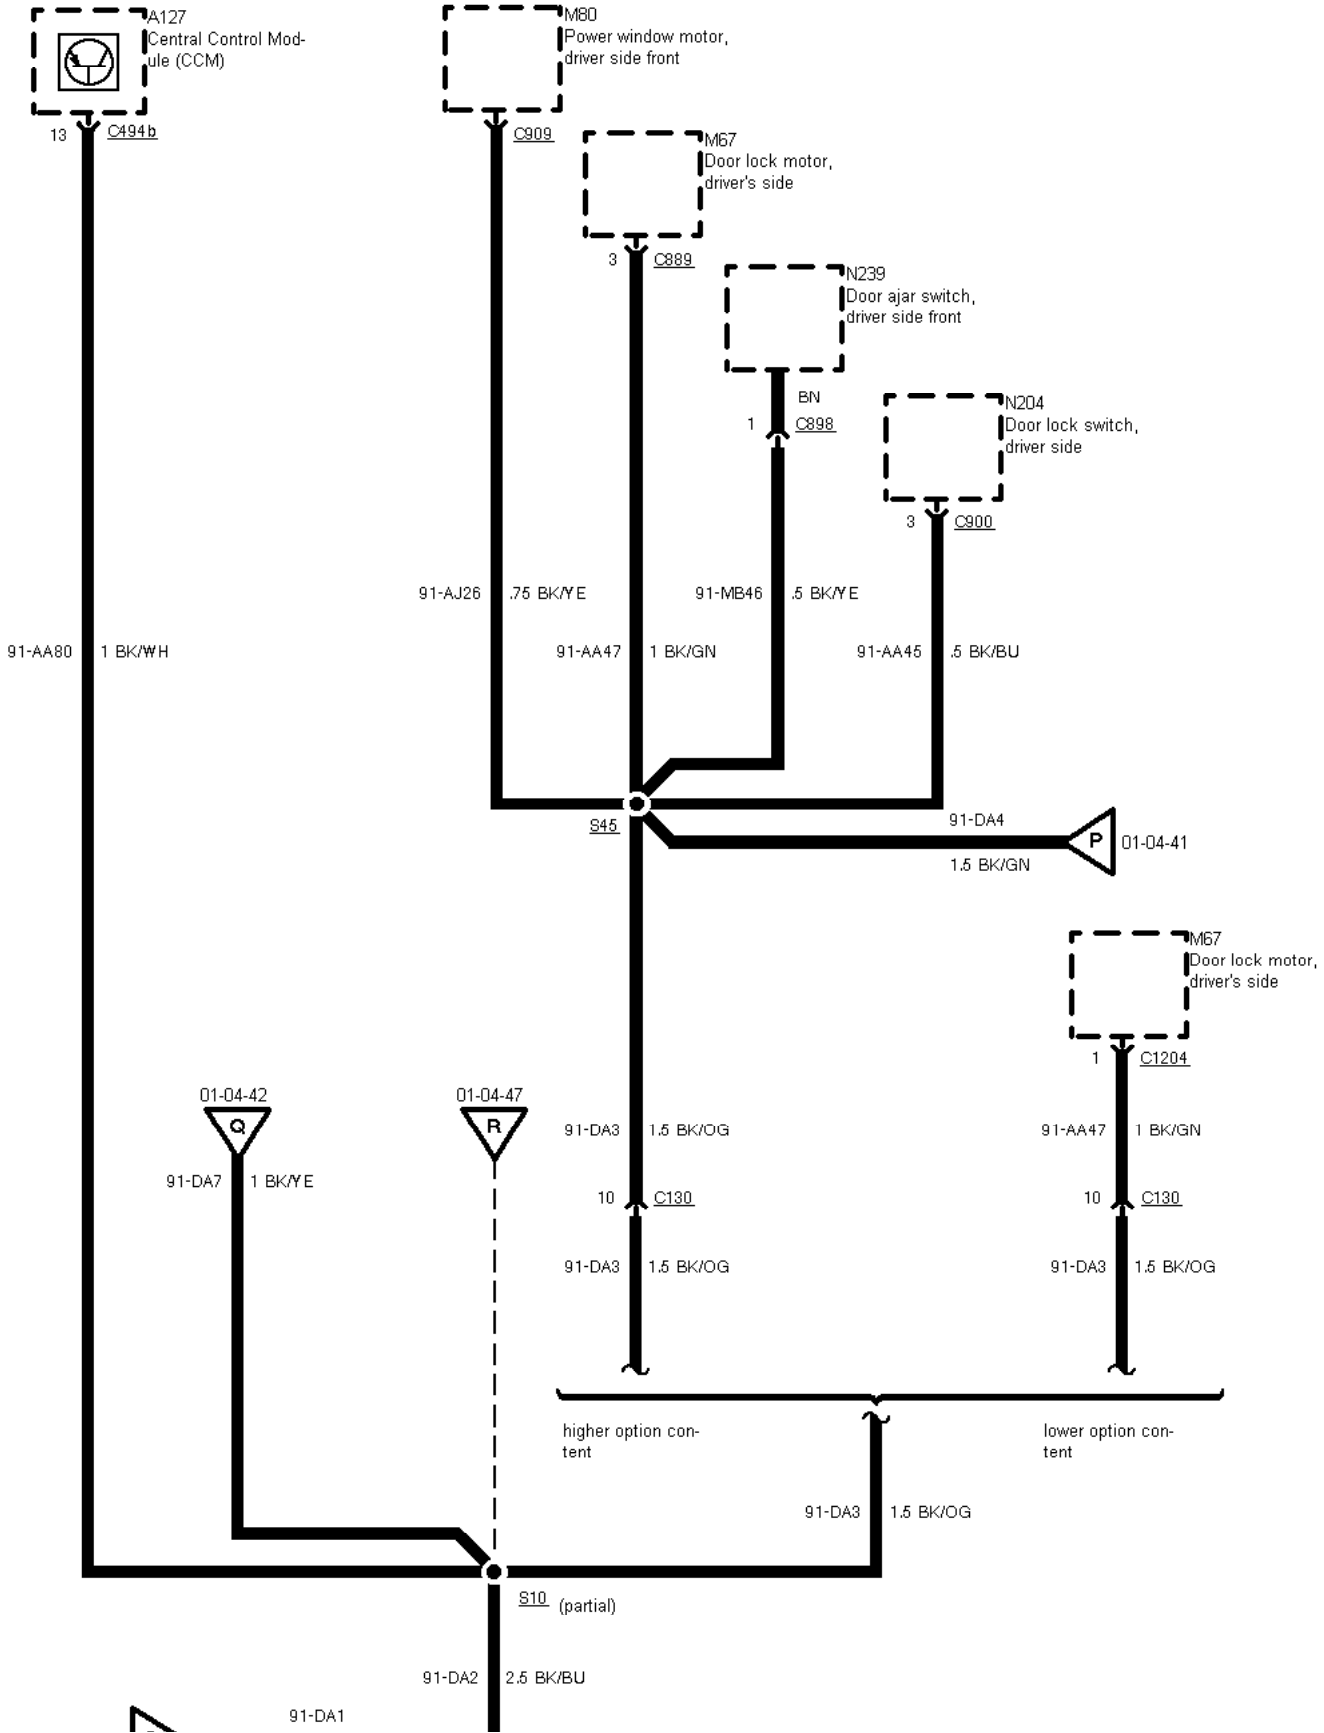 A127
Central Control Mod-
ule (CCM)
13
C494b
M80
Power window motor,
driver side front
C909
M67
Door lock motor,
driver's side
3
C889
N239
Door ajar switch,
driver side front
BN
1
C898
N204
Door lock switch,
driver side
3
C900
91-AJ26
.75 BK/YE
91-MB46
.5 BK/YE
91-AA80
1 BK/WH
91-AA47
1 BK/GN
91-AA45
.5 BK/BU
S45
91-DA4
1.5 BK/GN
P
01-04-41
M67
Door lock motor,
driver's side
1
C1204
01-04-42
Q
91-DA7
1 BK/YE
01-04-47
R
91-DA3
1.5 BK/OG
91-AA47
1 BK/GN
10
C130
10
C130
91-DA3
1.5 BK/OG
91-DA3
1.5 BK/OG
higher option con-
tent
lower option con-
tent
91-DA3
1.5 BK/OG
S10
(partial)
91-DA2
2.5 BK/BU
91-DA1